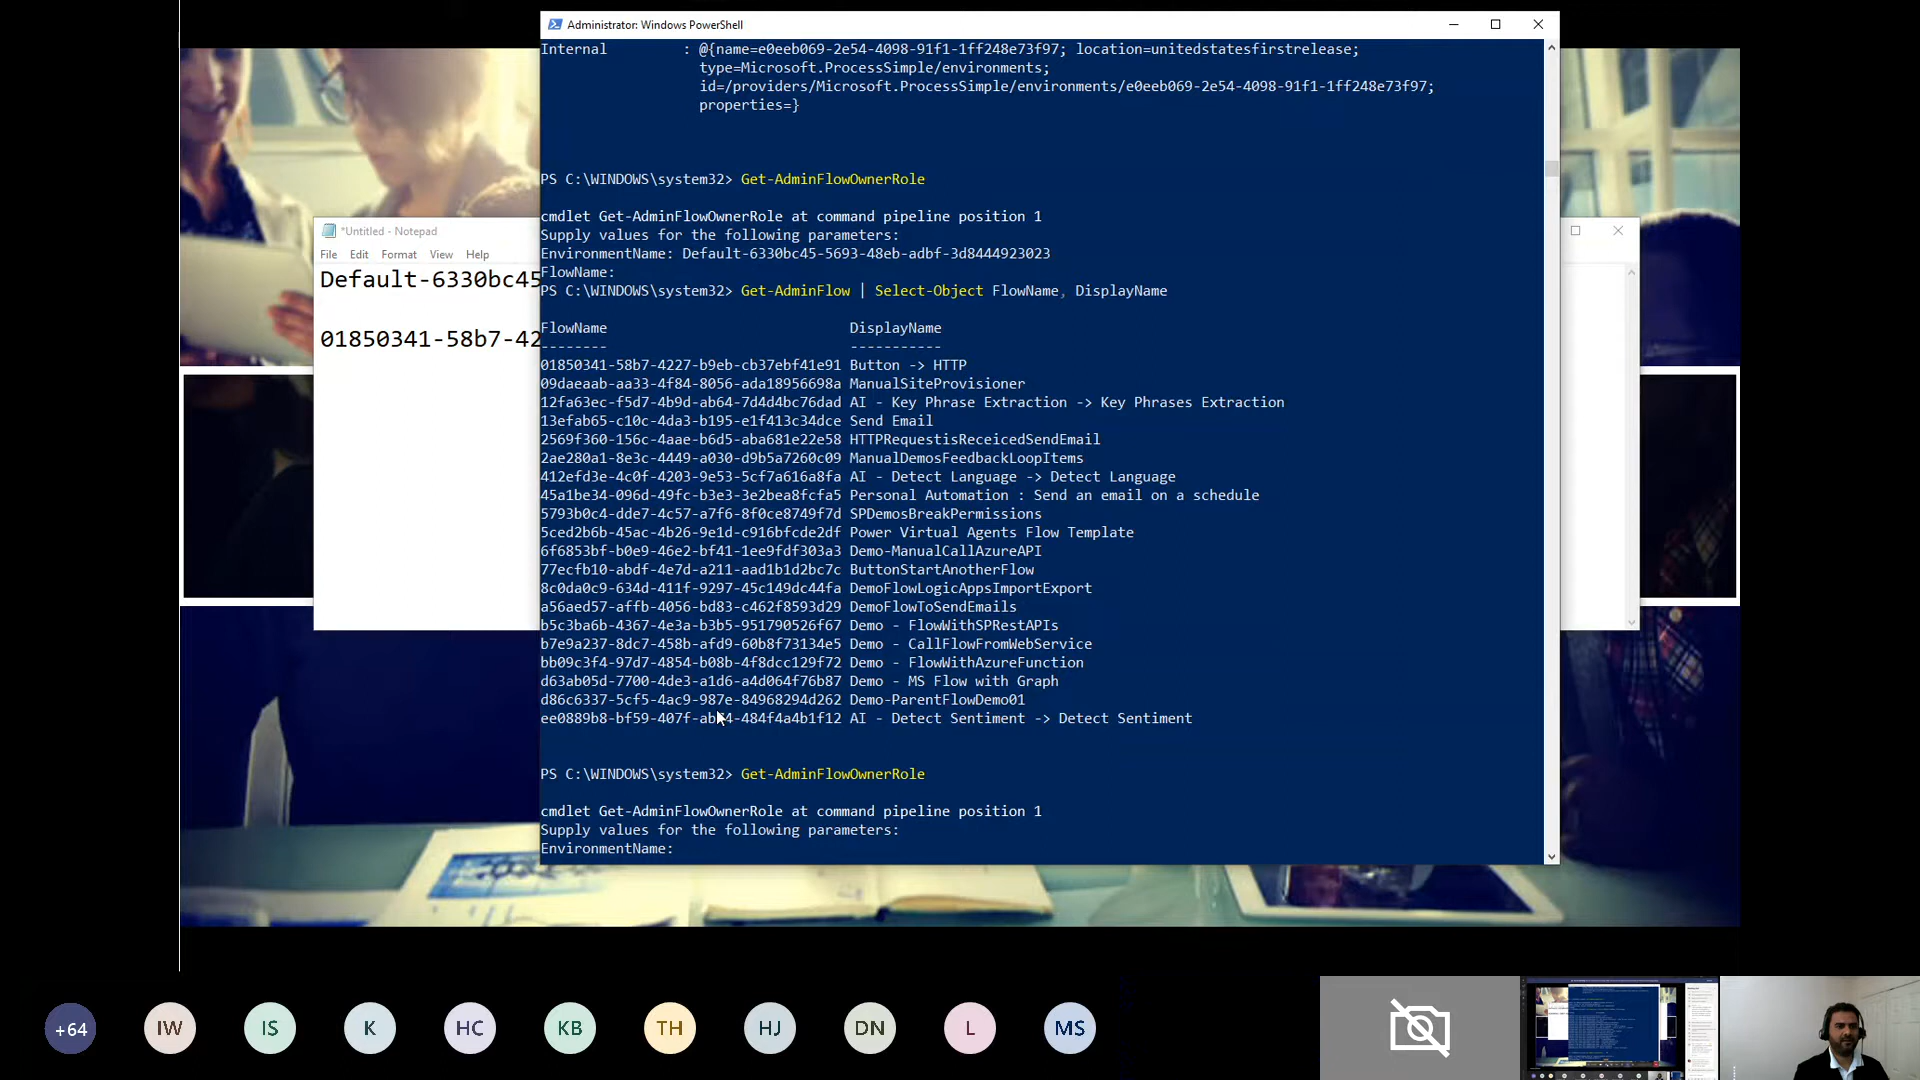 Administrator: Windows PowerShell
Internal : @{name=e0eeb069-2e54-4098-91f1-1ff248e73f97; location=unitedstatesfirstrelease;
type=Microsoft.ProcessSimple/environments;
id=/providers/Microsoft.ProcessSimple/environments/e0eeb069-2e54-4098-91f1-1ff248e73f97;
properties=}
PS C:\WINDOWS\system32> Get-AdminFlowOwnerRole
cmdlet Get-AdminFlowOwnerRole at command pipeline position 1
Supply values for the following parameters:
EnvironmentName: Default-6330bc45-5693-48eb-adbf-3d8444923023
FlowName:
PS C:\WINDOWS\system32> Get-AdminFlow | Select-Object FlowName, DisplayName
FlowName DisplayName
-------- -----------
01850341-58b7-4227-b9eb-cb37ebf41e91 Button -> HTTP
09daeaab-aa33-4f84-8056-ada18956698a ManualSiteProvisioner
12fa63ec-f5d7-4b9d-ab64-7d4d4bc76dad AI - Key Phrase Extraction -> Key Phrases Extraction
13efab65-c10c-4da3-b195-e1f413c34dce Send Email
2569f360-156c-4aae-b6d5-aba681e22e58 HTTPRequestisReceicedSendEmail
2ae280a1-8e3c-4449-a030-d9b5a7260c09 ManualDemosFeedbackLoopItems
412efd3e-4c0f-4203-9e53-5cf7a616a8fa AI - Detect Language -> Detect Language
45a1be34-096d-49fc-b3e3-3e2bea8fcfa5 Personal Automation : Send an email on a schedule
5793b0c4-dde7-4c57-a7f6-8f0ce8749f7d SPDemosBreakPermissions
5ced2b6b-45ac-4b26-9e1d-c916bfcde2df Power Virtual Agents Flow Template
6f6853bf-b0e9-46e2-bf41-1ee9fdf303a3 Demo-ManualCallAzureAPI
77ecfb10-abdf-4e7d-a211-aad1b1d2bc7c ButtonStartAnotherFlow
8c0da0c9-634d-411f-9297-45c149dc44fa DemoFlowLogicAppsImportExport
a56aed57-affb-4056-bd83-c462f8593d29 DemoFlowToSendEmails
b5c3ba6b-4367-4e3a-b3b5-951790526f67 Demo - FlowWithSPRestAPIs
b7e9a237-8dc7-458b-afd9-60b8f73134e5 Demo - CallFlowFromWebService
bb09c3f4-97d7-4854-b08b-4f8dcc129f72 Demo - FlowWithAzureFunction
d63ab05d-7700-4de3-a1d6-a4d064f76b87 Demo - MS Flow with Graph
d86c6337-5cf5-4ac9-987e-84968294d262 Demo-ParentFlowDemo01
AI - Detect Sentiment -> Detect Sentiment
PS C:\WINDOWS\system32> Get-AdminFlowOwnerRole
cmdlet Get-AdminFlowOwnerRole at command pipeline position 1
Supply values for the following parameters:
EnvironmentName:
*Untitled - Notepad
File Edit Format View Help
Default-6330bc45
01850341-58b7-42
+64 IW IS K HC KB TH HJ DN L MS